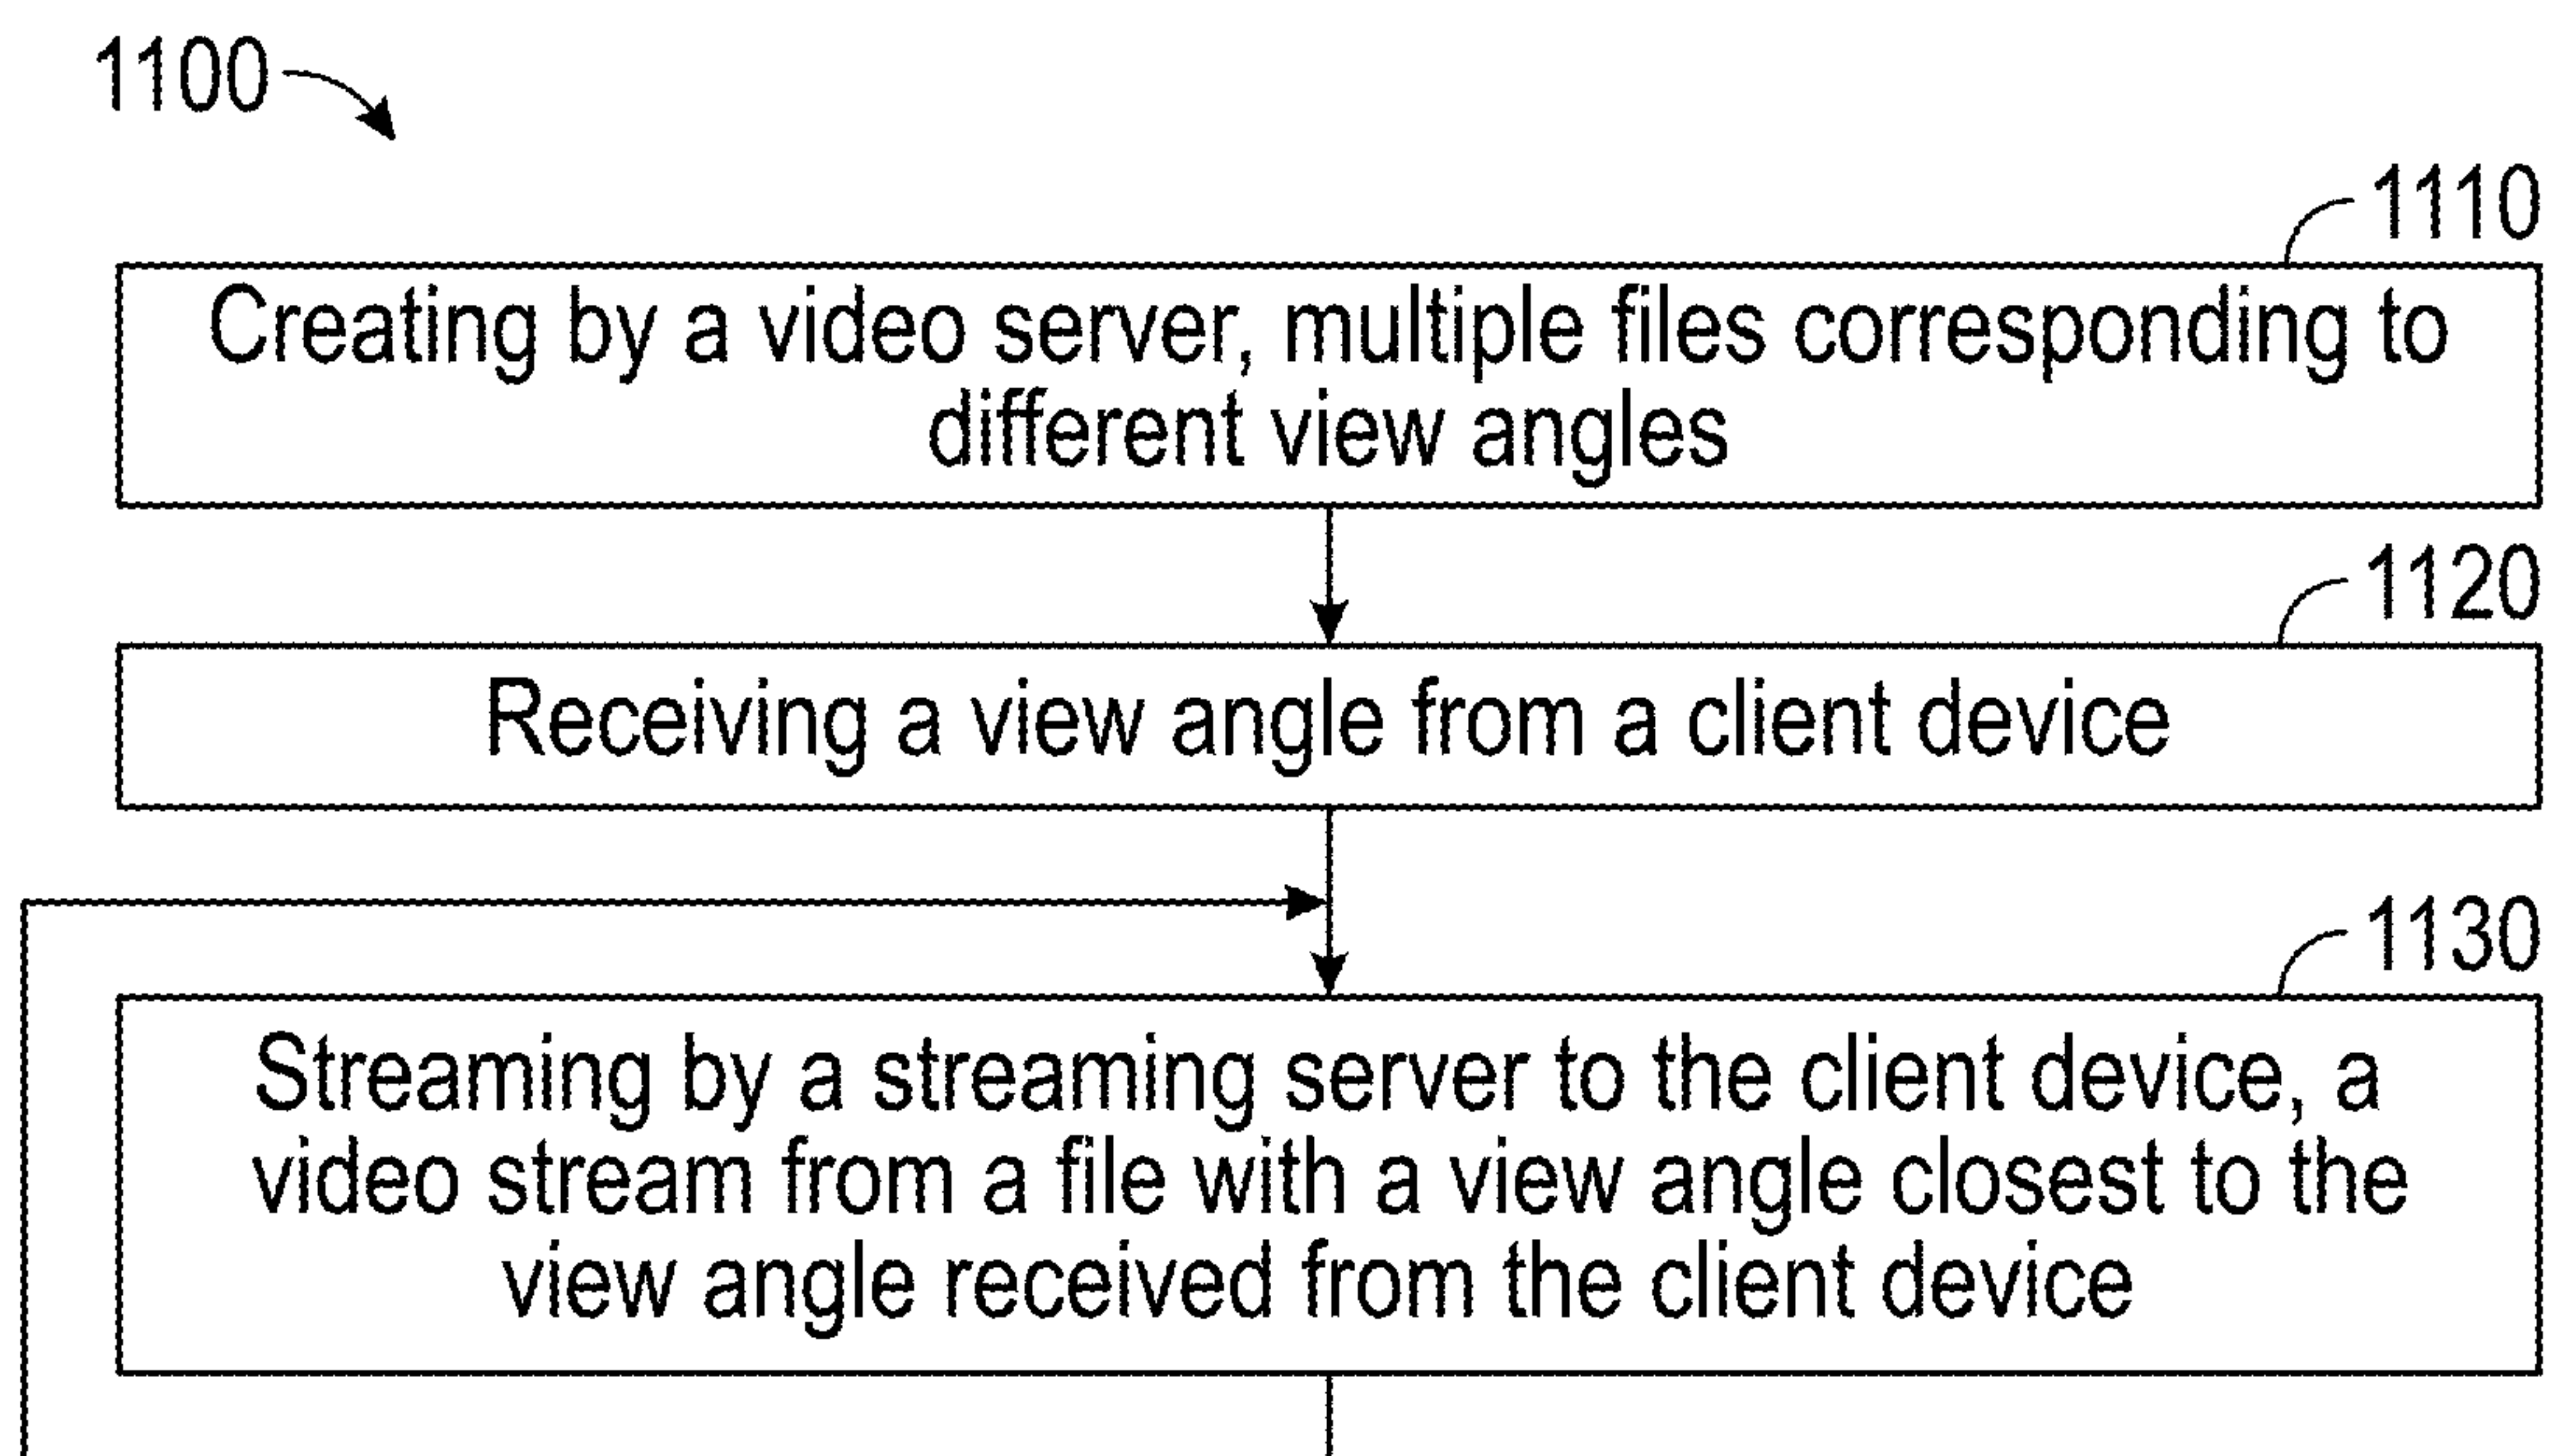 1100
1110
Creating by a video server, multiple files corresponding to
different view angles
1120
Receiving a view angle from a client device
1130
Streaming by a streaming server to the client device, a
video stream from a file with a view angle closest to the
view angle received from the client device